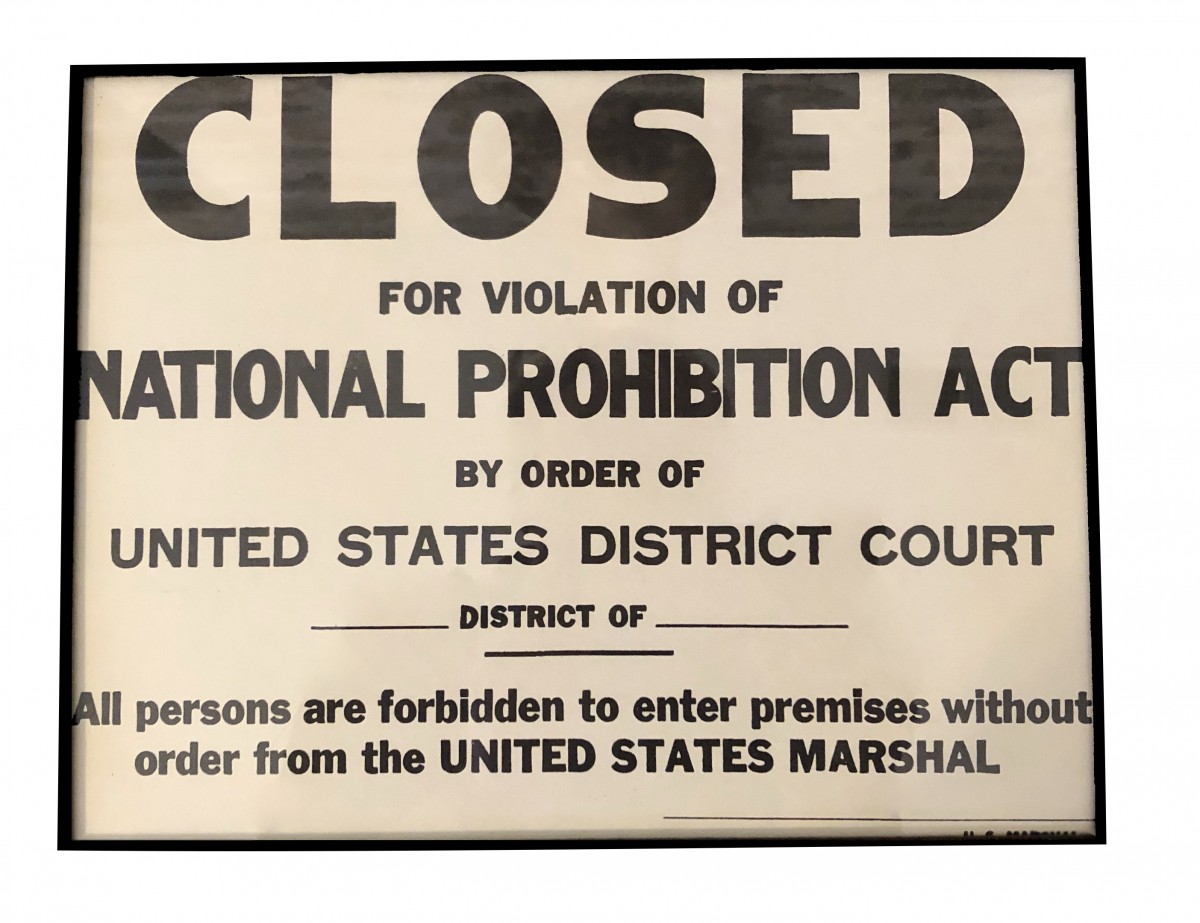 CLOSED
FOR VIOLATION OF
NATIONAL PROHIBITION ACT
BY ORDER OF
UNITED STATES DISTRICT COURT
DISTRICT OF
All persons are forbidden to enter premises without
order from the UNITED STATES MARSHAL
U. S. MARSHAL